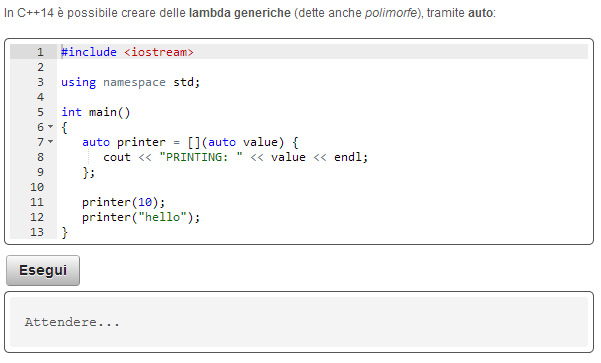 In C++14 è possibile creare delle lambda generiche (dette anche polimorfe), tramite auto:
1 #include <iostream>
2
3 using namespace std;
4
5 int main()
6 {
7 auto printer = [](auto value) {
8 cout << "PRINTING: " << value << endl;
9 };
10
11 printer(10);
12 printer("hello");
13 }
Esegui
Attendere...